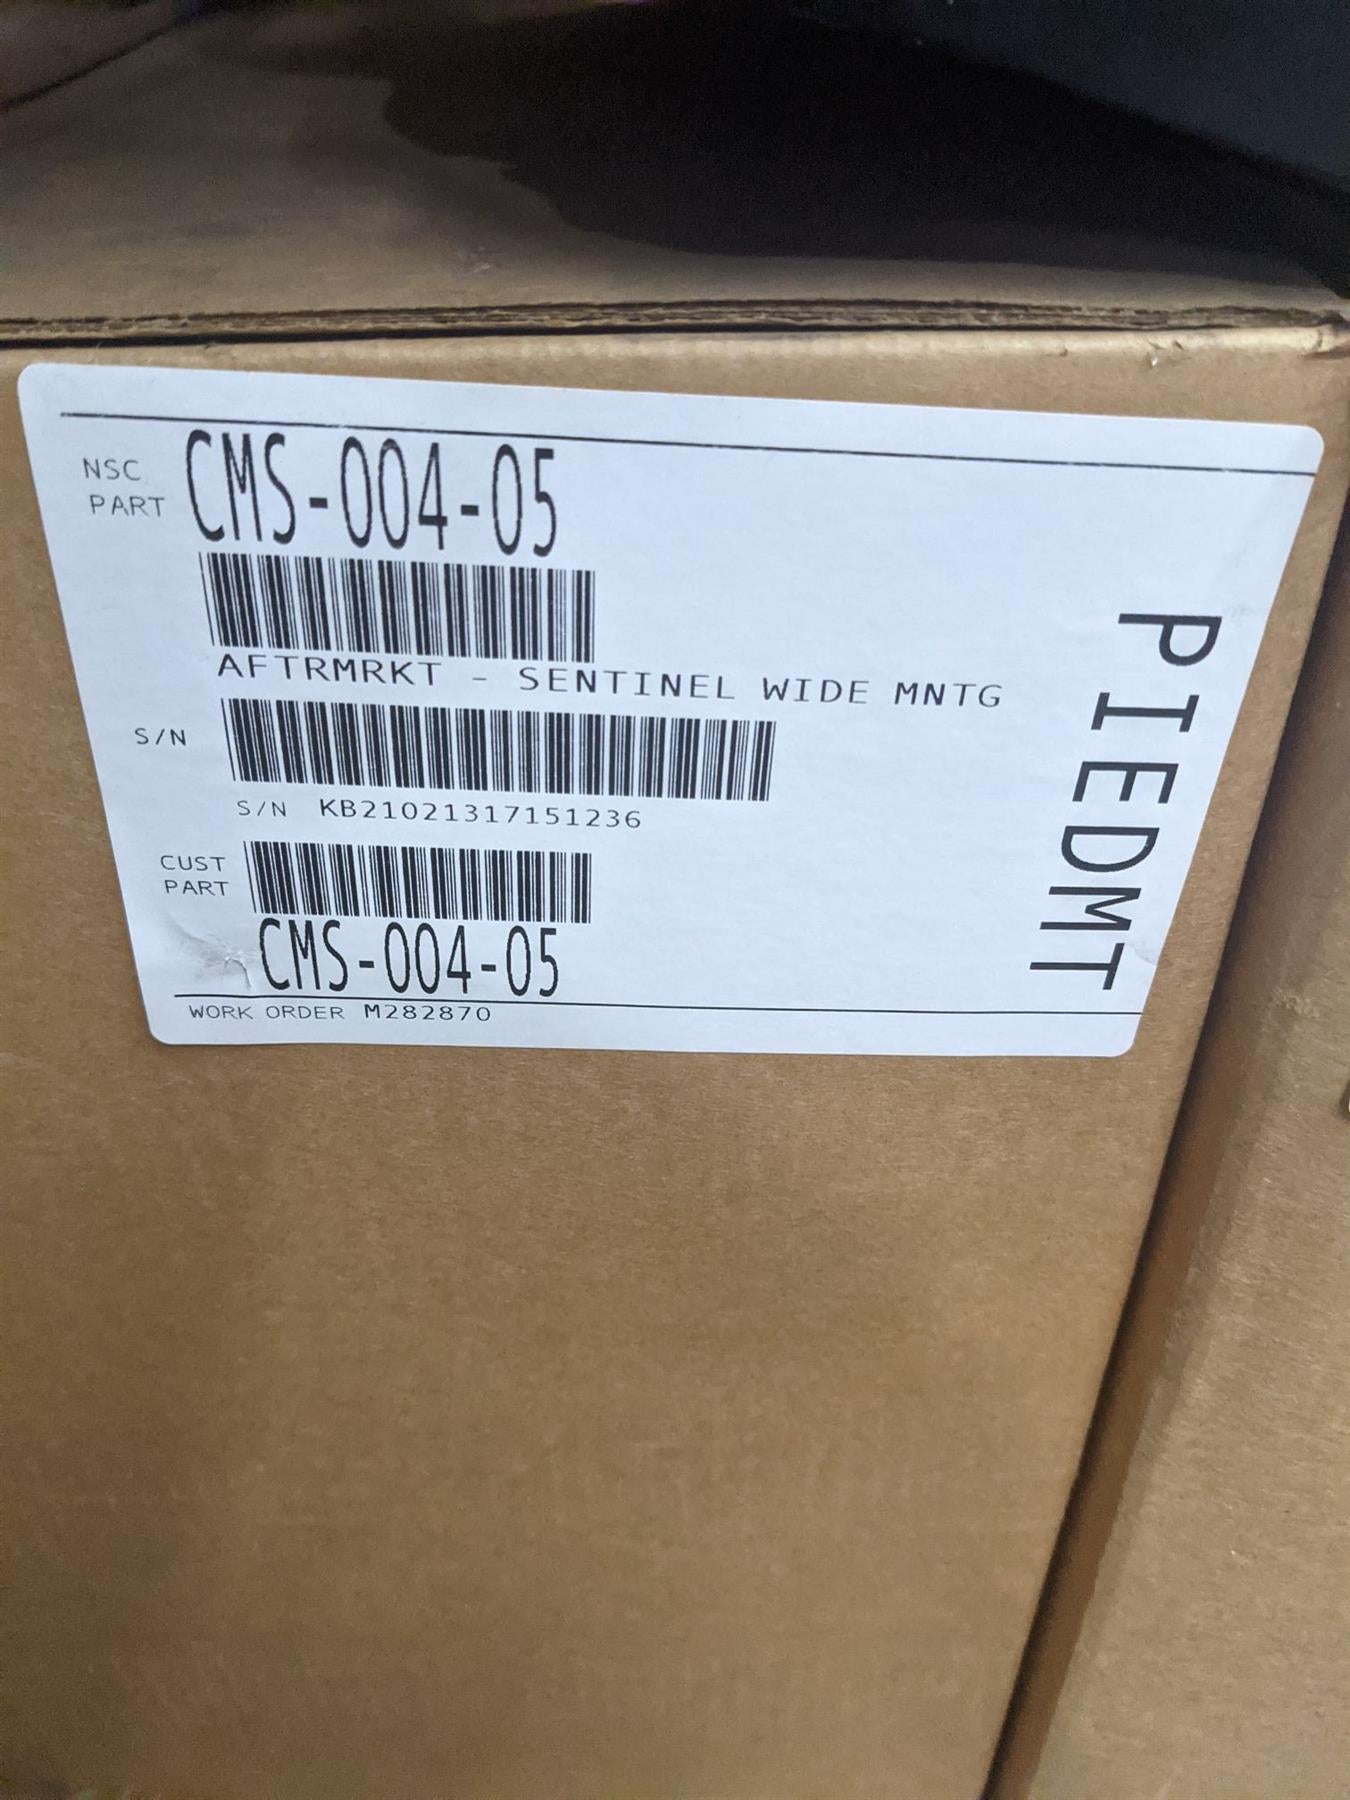 NSC
PART
CMS-004-05
AFTRMRKT - SENTINEL WIDE MNTG
S/N
S/N KB21021317151236
CUST
PART
CMS-004-05
WORK ORDER M282870
PIEDMT